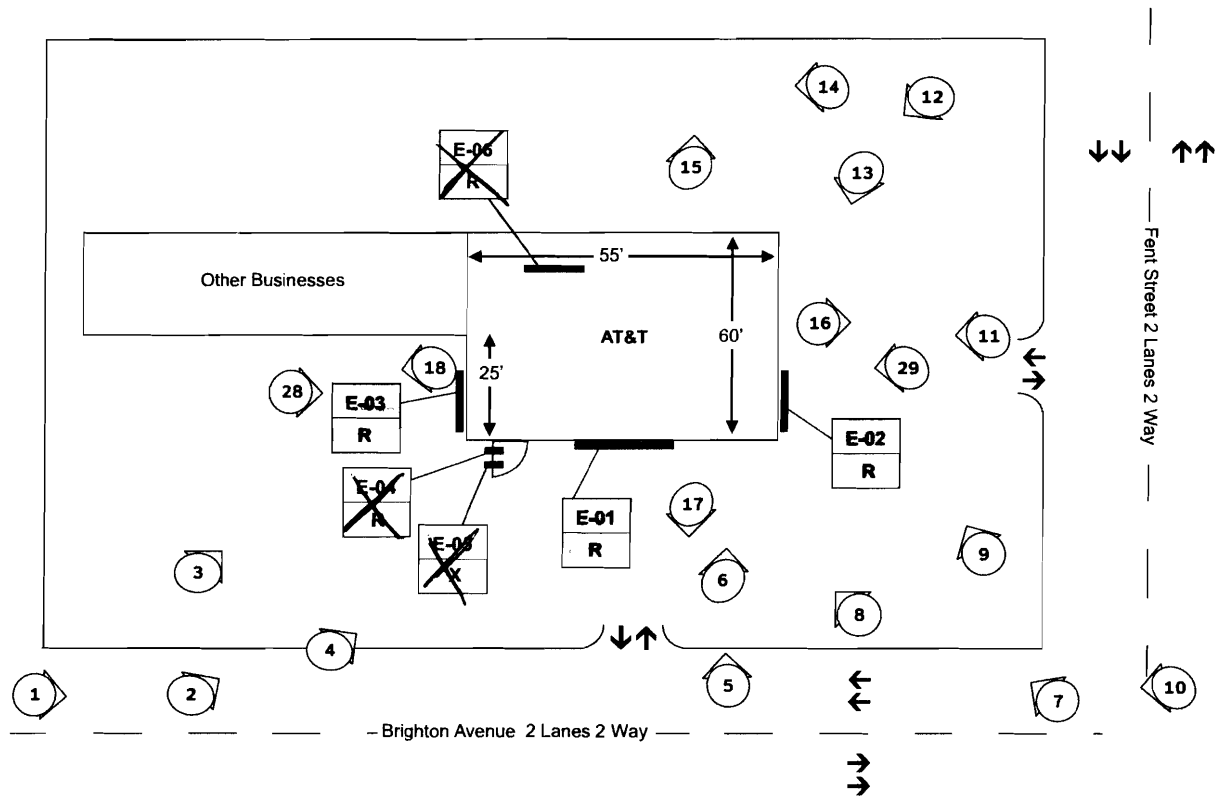 14
12
E-06
R
15
13
Fent Street 2 Lanes 2 Way
55'
Other Businesses
AT&T
60'
16
11
25'
18
29
28
E-03
R
E-02
R
E-04
R
17
E-01
R
E-05
X
9
3
6
8
4
5
1
2
7
10
Brighton Avenue 2 Lanes 2 Way